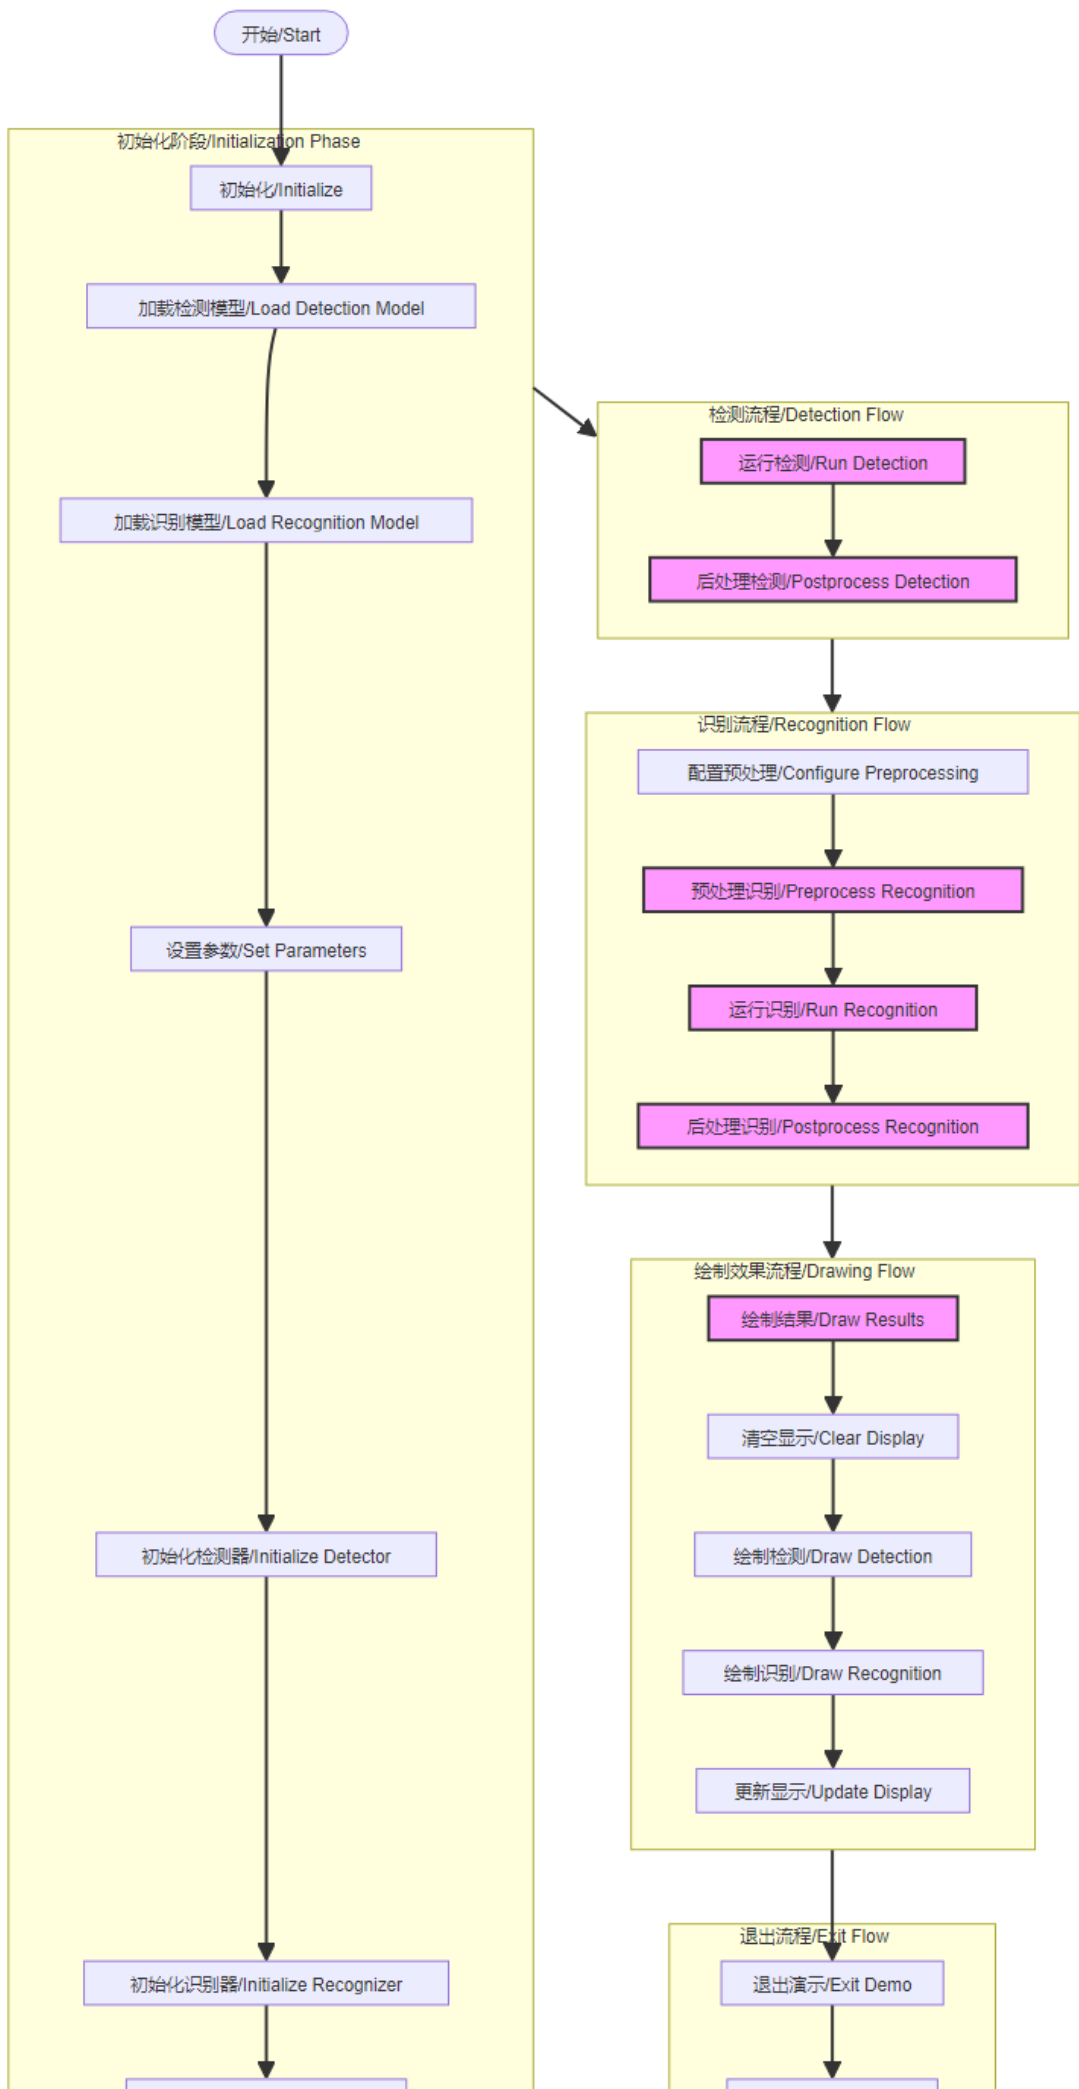 开始/Start
初始化阶段/Initialization Phase
初始化/Initialize
加载检测模型/Load Detection Model
加载识别模型/Load Recognition Model
设置参数/Set Parameters
初始化检测器/Initialize Detector
初始化识别器/Initialize Recognizer
检测流程/Detection Flow
运行检测/Run Detection
后处理检测/Postprocess Detection
识别流程/Recognition Flow
配置预处理/Configure Preprocessing
预处理识别/Preprocess Recognition
运行识别/Run Recognition
后处理识别/Postprocess Recognition
绘制效果流程/Drawing Flow
绘制结果/Draw Results
清空显示/Clear Display
绘制检测/Draw Detection
绘制识别/Draw Recognition
更新显示/Update Display
退出流程/Exit Flow
退出演示/Exit Demo